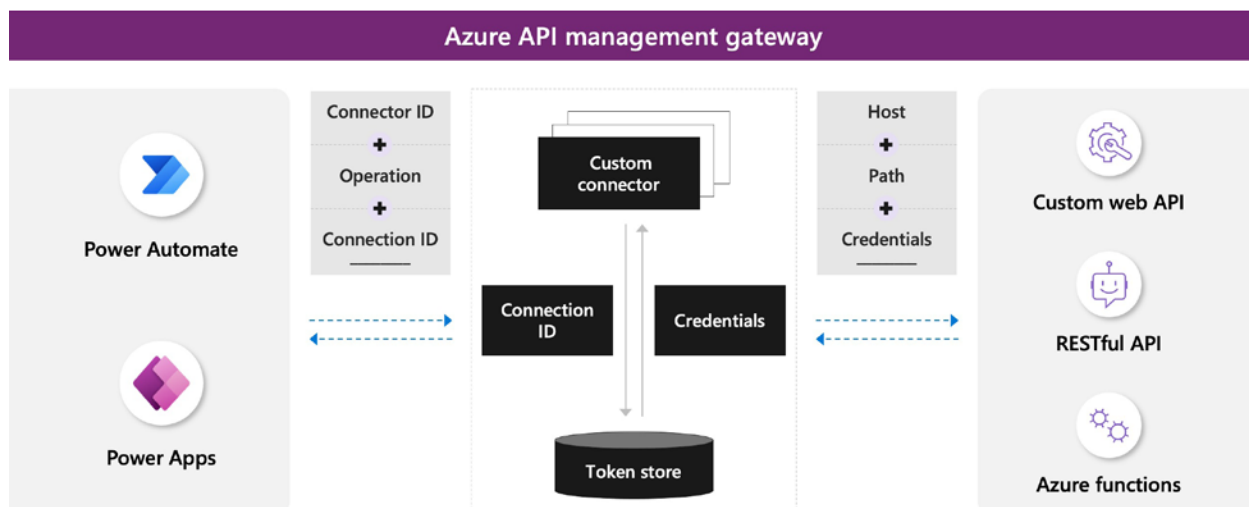 Azure API management gateway
Power Automate
Power Apps
Connector ID
Operation
Connection ID
Custom
connector
Connection
ID
Credentials
Token store
Host
Path
Credentials
Custom web API
RESTful API
Azure functions